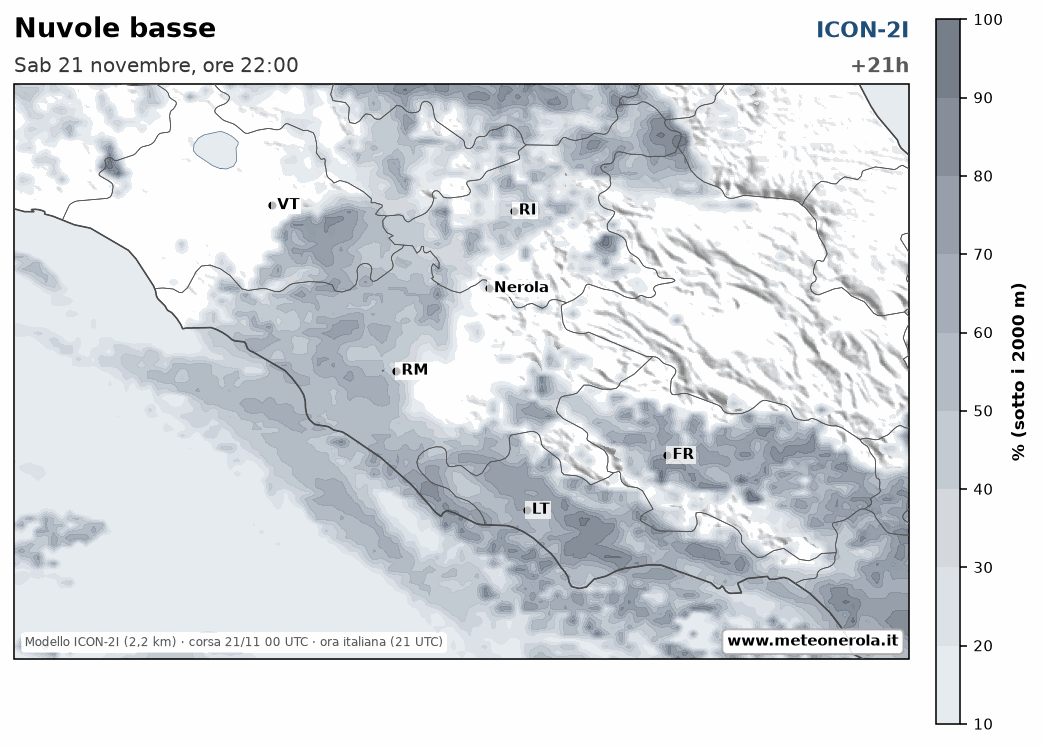 Nuvole basse
ICON-2I
Sab 21 novembre, ore 22:00
+21h
VT
RI
Nerola
RM
FR
LT
Modello ICON-2I (2,2 km) · corsa 21/11 00 UTC · ora italiana (21 UTC)
www.meteonerola.it
100
90
80
70
60
50
40
30
20
10
% (sotto i 2000 m)